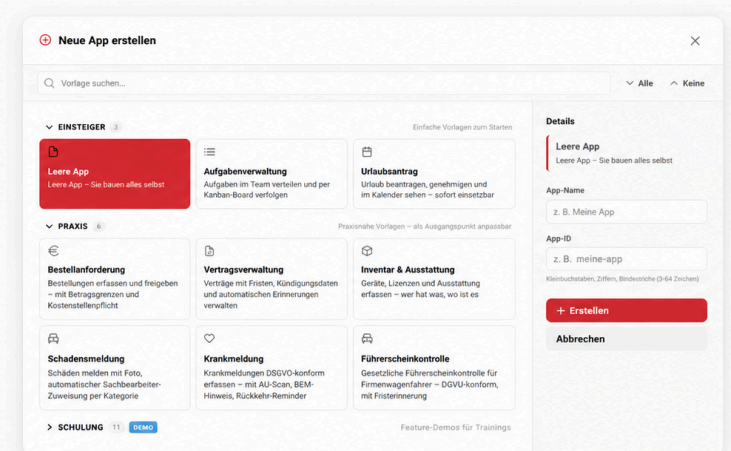 Neue App erstellen
Vorlage suchen...
Alle
Keine
EINSTEIGER 3
Einfache Vorlagen zum Starten
Leere App
Leere App – Sie bauen alles selbst
Aufgabenverwaltung
Aufgaben im Team verteilen und per
Kanban-Board verfolgen
Urlaubsantrag
Urlaub beantragen, genehmigen und
im Kalender sehen – sofort einsetzbar
PRAXIS 6
Praxisnahe Vorlagen – als Ausgangspunkt anpassbar
Bestellanforderung
Bestellungen erfassen und freigeben
– mit Betragsgrenzen und
Kostenstellenpflicht
Vertragsverwaltung
Verträge mit Fristen, Kündigungsdaten
und automatischen Erinnerungen
verwalten
Inventar & Ausstattung
Geräte, Lizenzen und Ausstattung
erfassen – wer hat was, wo ist es
Schadensmeldung
Schäden melden mit Foto,
automatischer Sachbearbeiter-
Zuweisung per Kategorie
Krankmeldung
Krankmeldungen DSGVO-konform
erfassen – mit AU-Scan, BEM-
Hinweis, Rückkehr-Reminder
Führerscheinkontrolle
Gesetzliche Führerscheinkontrolle für
Firmenwagenfahrer – DGVU-konform,
mit Fristerinnerung
SCHULUNG 11 DEMO
Feature-Demos für Trainings
Details
Leere App
Leere App – Sie bauen alles selbst
App-Name
z. B. Meine App
App-ID
z. B. meine-app
Kleinbuchstaben, Ziffern, Bindestriche (3-64 Zeichen)
+ Erstellen
Abbrechen